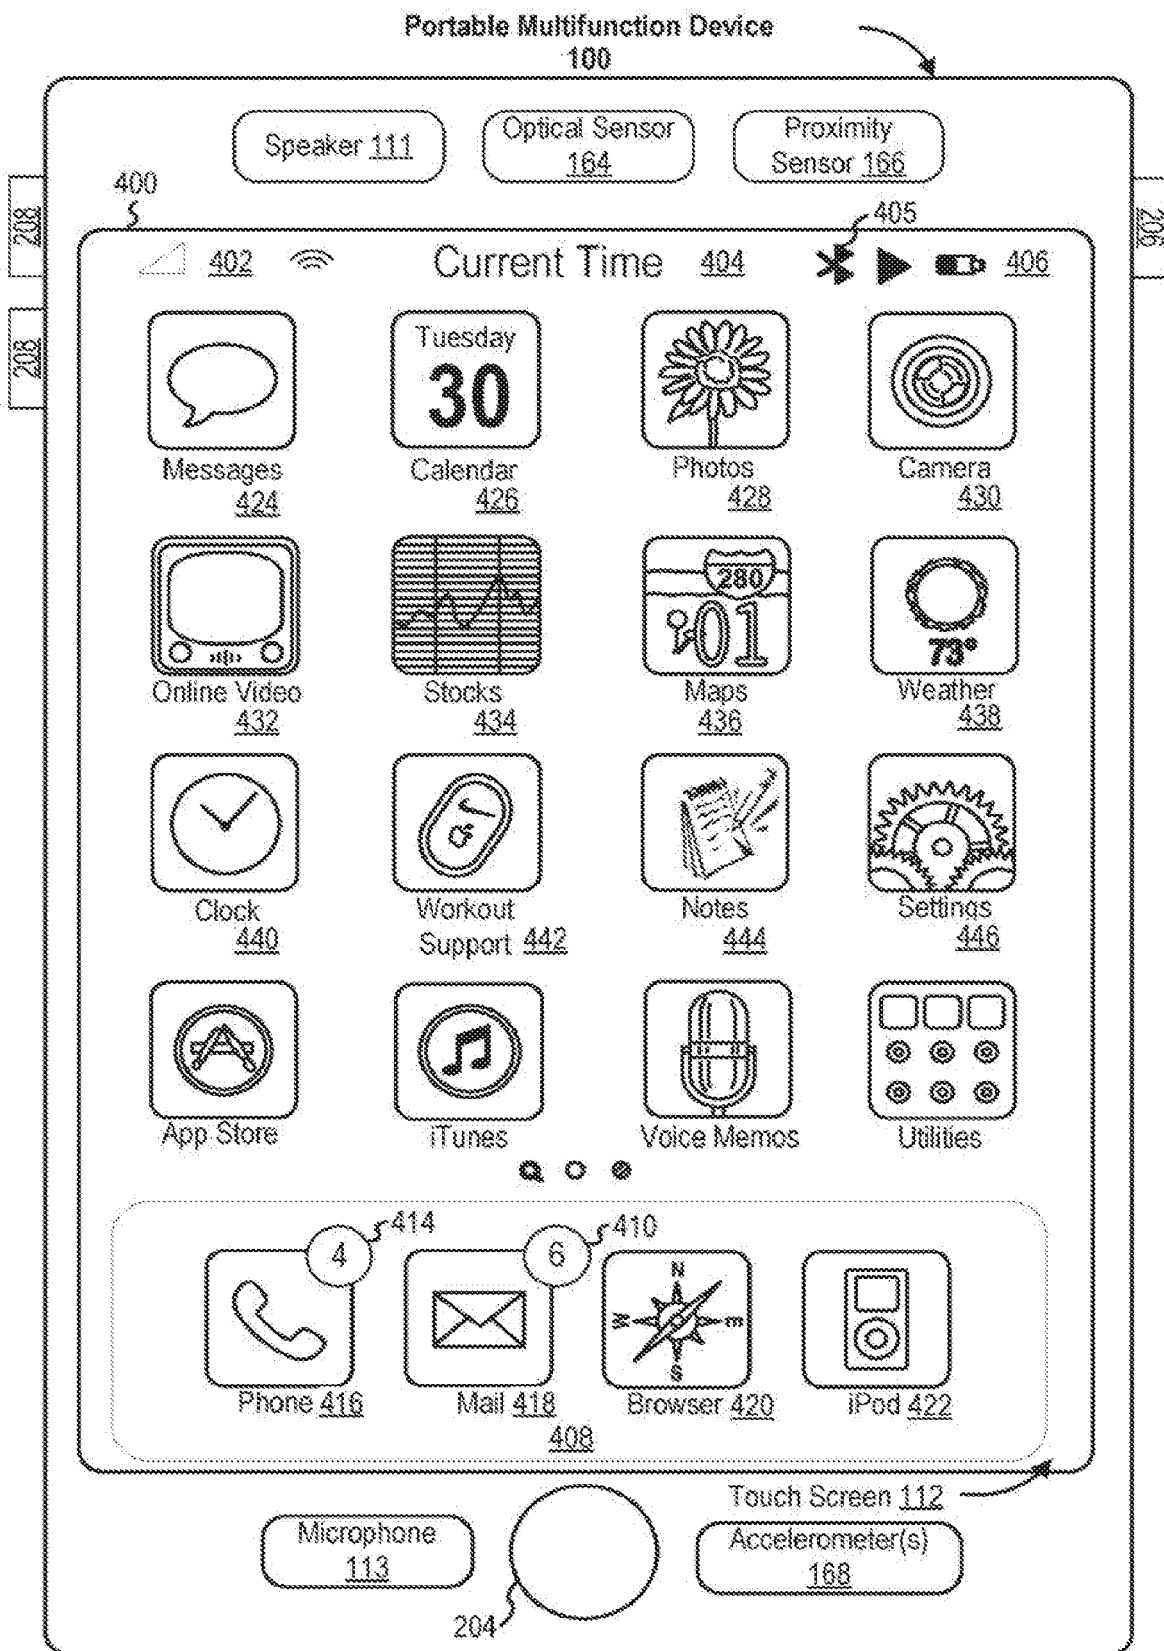 Portable Multifunction Device
100
Speaker 111
Optical Sensor
164
Proximity
Sensor 166
400
208
206
405
402
Current Time
404
406
208
Tuesday
30
Messages
424
Calendar
426
Photos
428
Camera
430
280
01
73°
Online Video
432
Stocks
434
Maps
436
Weather
438
Clock
440
Workout
Support 442
Notes
444
Settings
446
App Store
iTunes
Voice Memos
Utilities
4
414
6
410
N
W
E
S
Phone 416
Mail 418
Browser 420
iPod 422
408
Touch Screen 112
Microphone
113
Accelerometer(s)
168
204